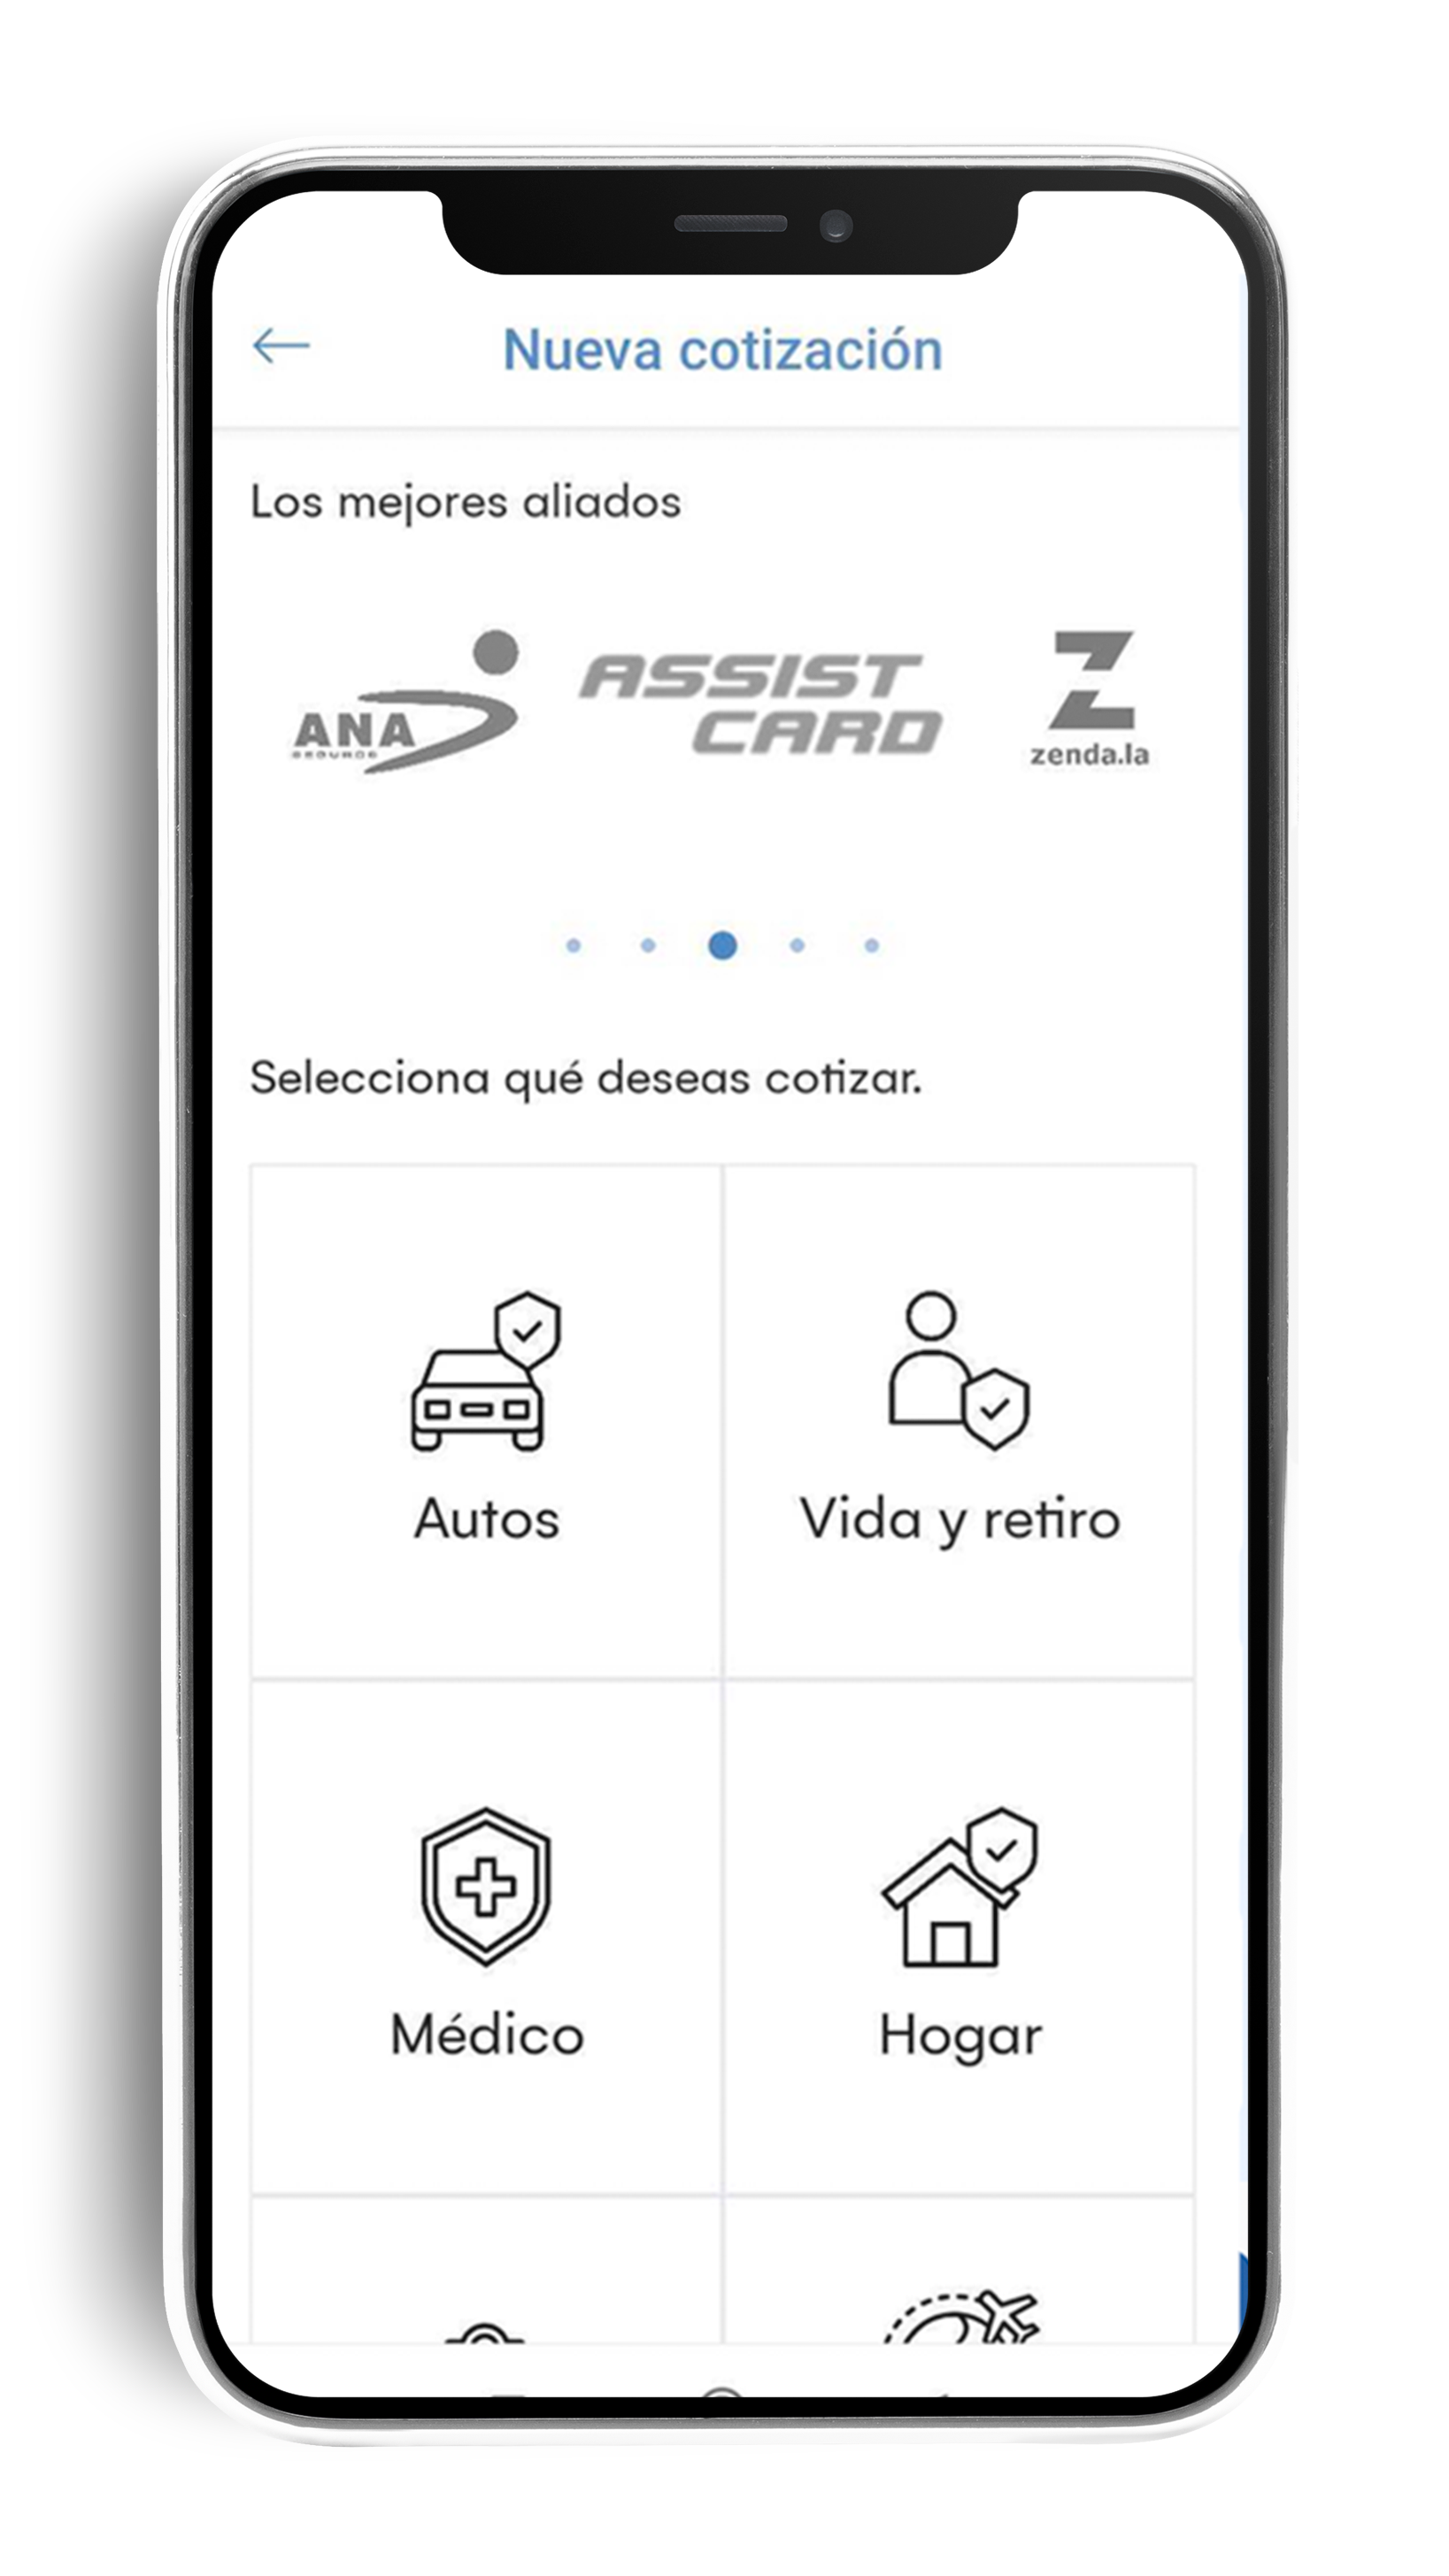 Nueva cotización
Los mejores aliados
ANA
SEGUROS
ASSIST
CARD
Z
zenda.la
Selecciona qué deseas cotizar.
Autos
Vida y retiro
Médico
Hogar